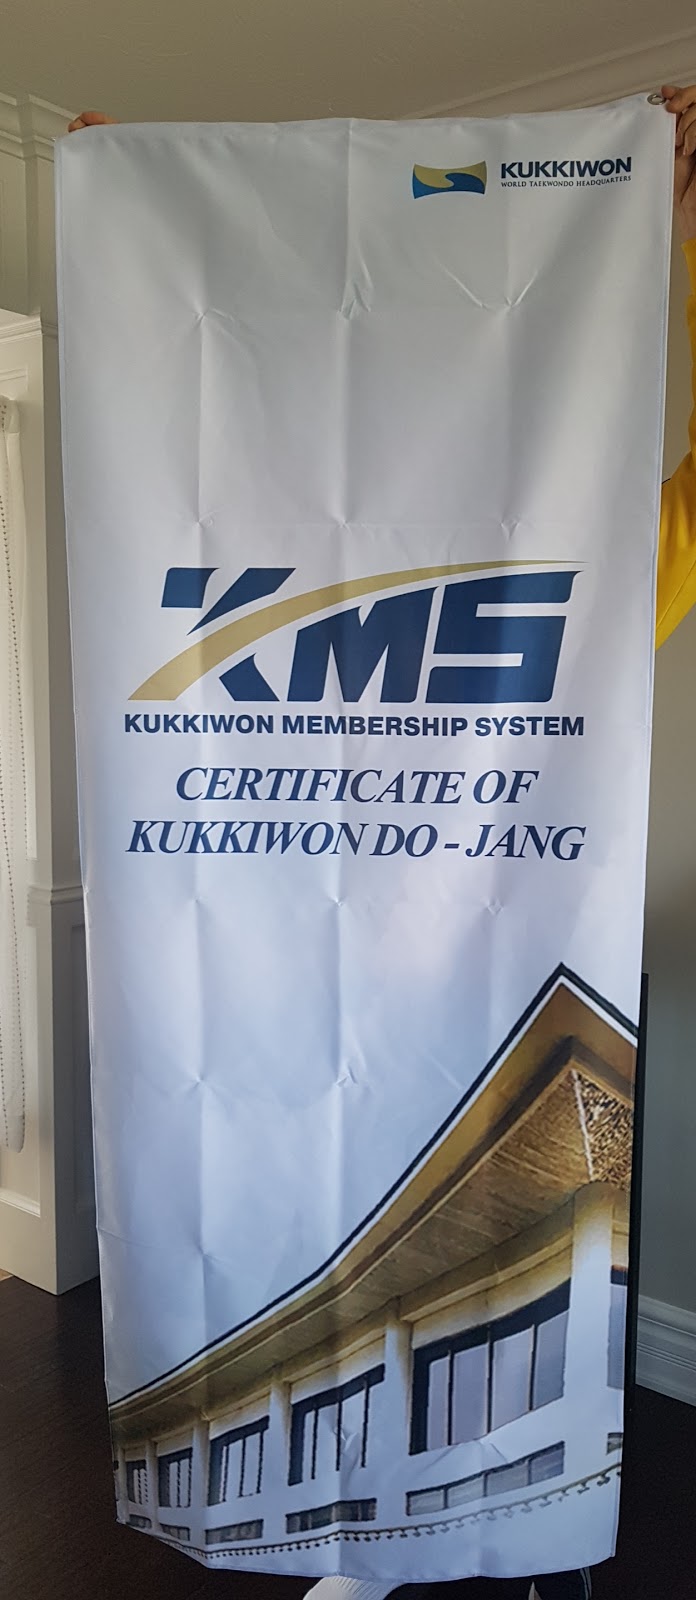 KUKKIWON
WORLD TAEKWONDO HEADQUARTERS
KMS
KUKKIWON MEMBERSHIP SYSTEM
CERTIFICATE OF
KUKKIWON DO - JANG